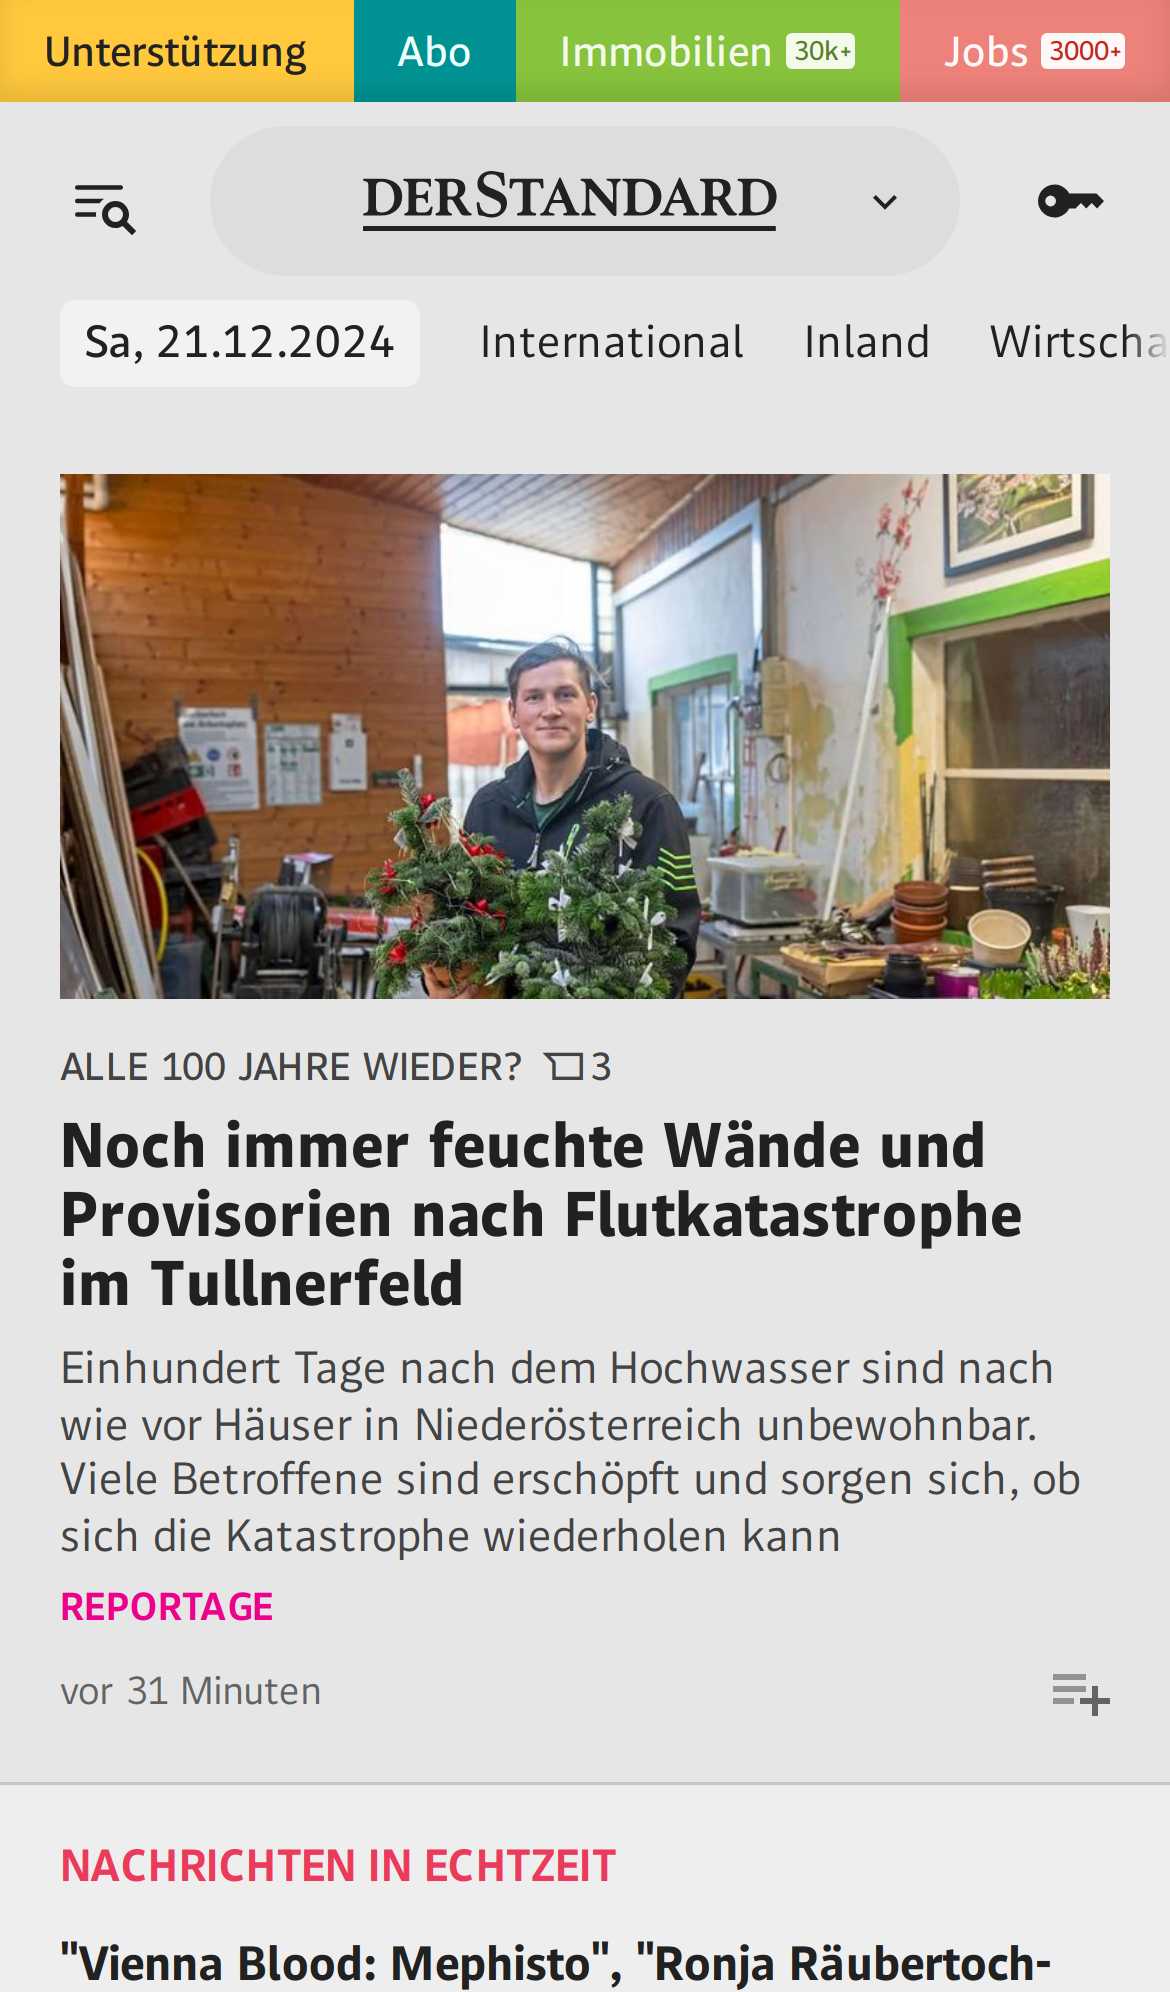 Unterstützung
Abo
Immobilien 30k+
Jobs 3000+
DERSTANDARD
Sa, 21.12.2024
International
Inland
Wirtscha
ALLE 100 JAHRE WIEDER? 3
Noch immer feuchte Wände und
Provisorien nach Flutkatastrophe
im Tullnerfeld
Einhundert Tage nach dem Hochwasser sind nach
wie vor Häuser in Niederösterreich unbewohnbar.
Viele Betroffene sind erschöpft und sorgen sich, ob
sich die Katastrophe wiederholen kann
REPORTAGE
vor 31 Minuten
NACHRICHTEN IN ECHTZEIT
"Vienna Blood: Mephisto", "Ronja Räubertoch-